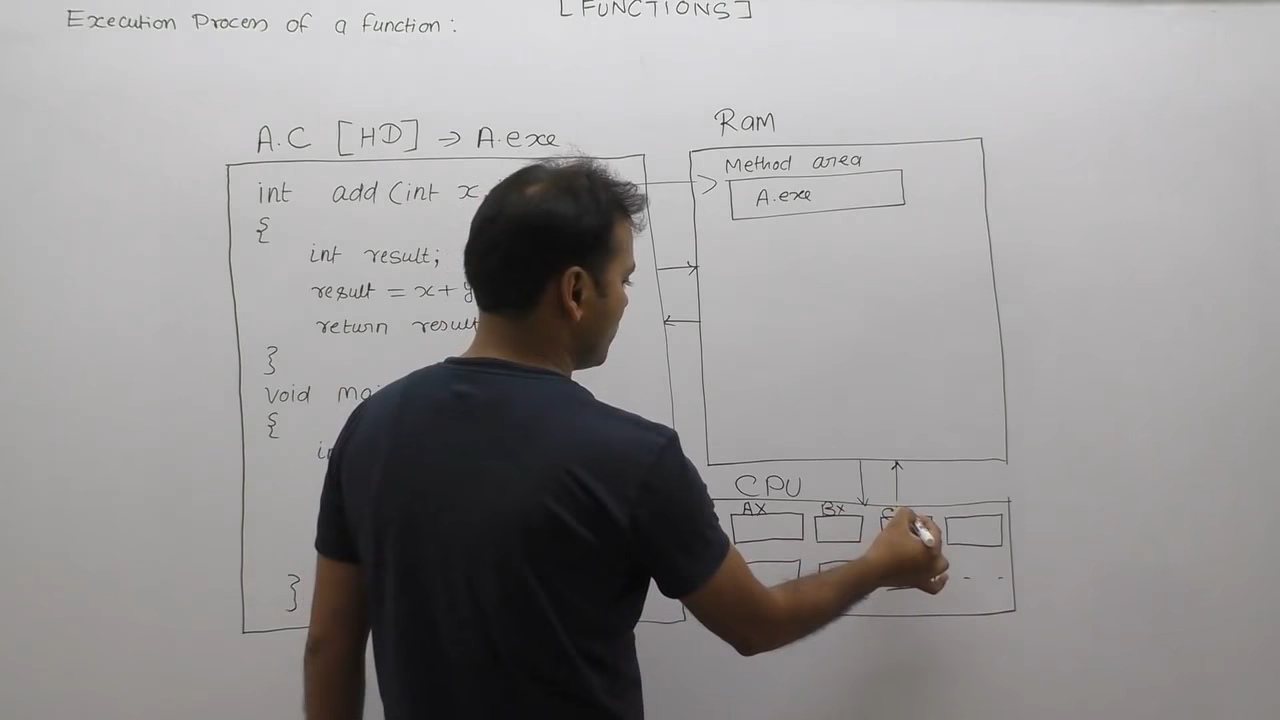 [FUNCTIONS]
Execution Process of a function:
A.C [HD] → A.exe
int add (int x
{
int result;
result = x+
return result
}
void
{
}
Ram
Method area
A.exe
CPU
AX BX